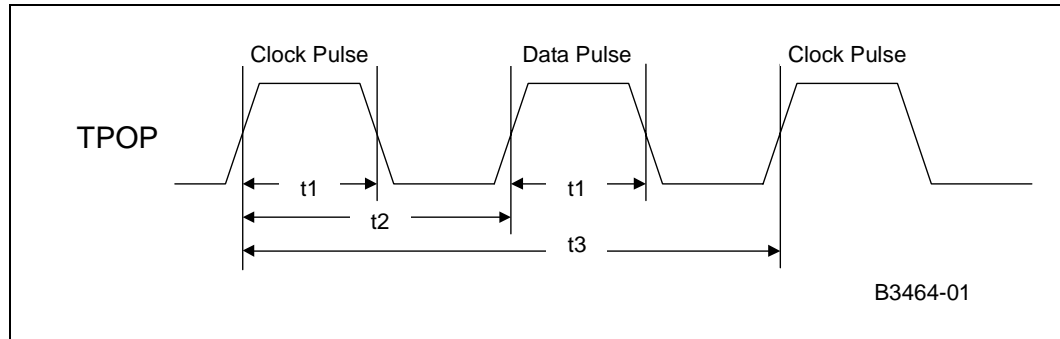 Clock Pulse Data Pulse Clock Pulse
TPOP
t1 t1
t2
t3
B3464-01